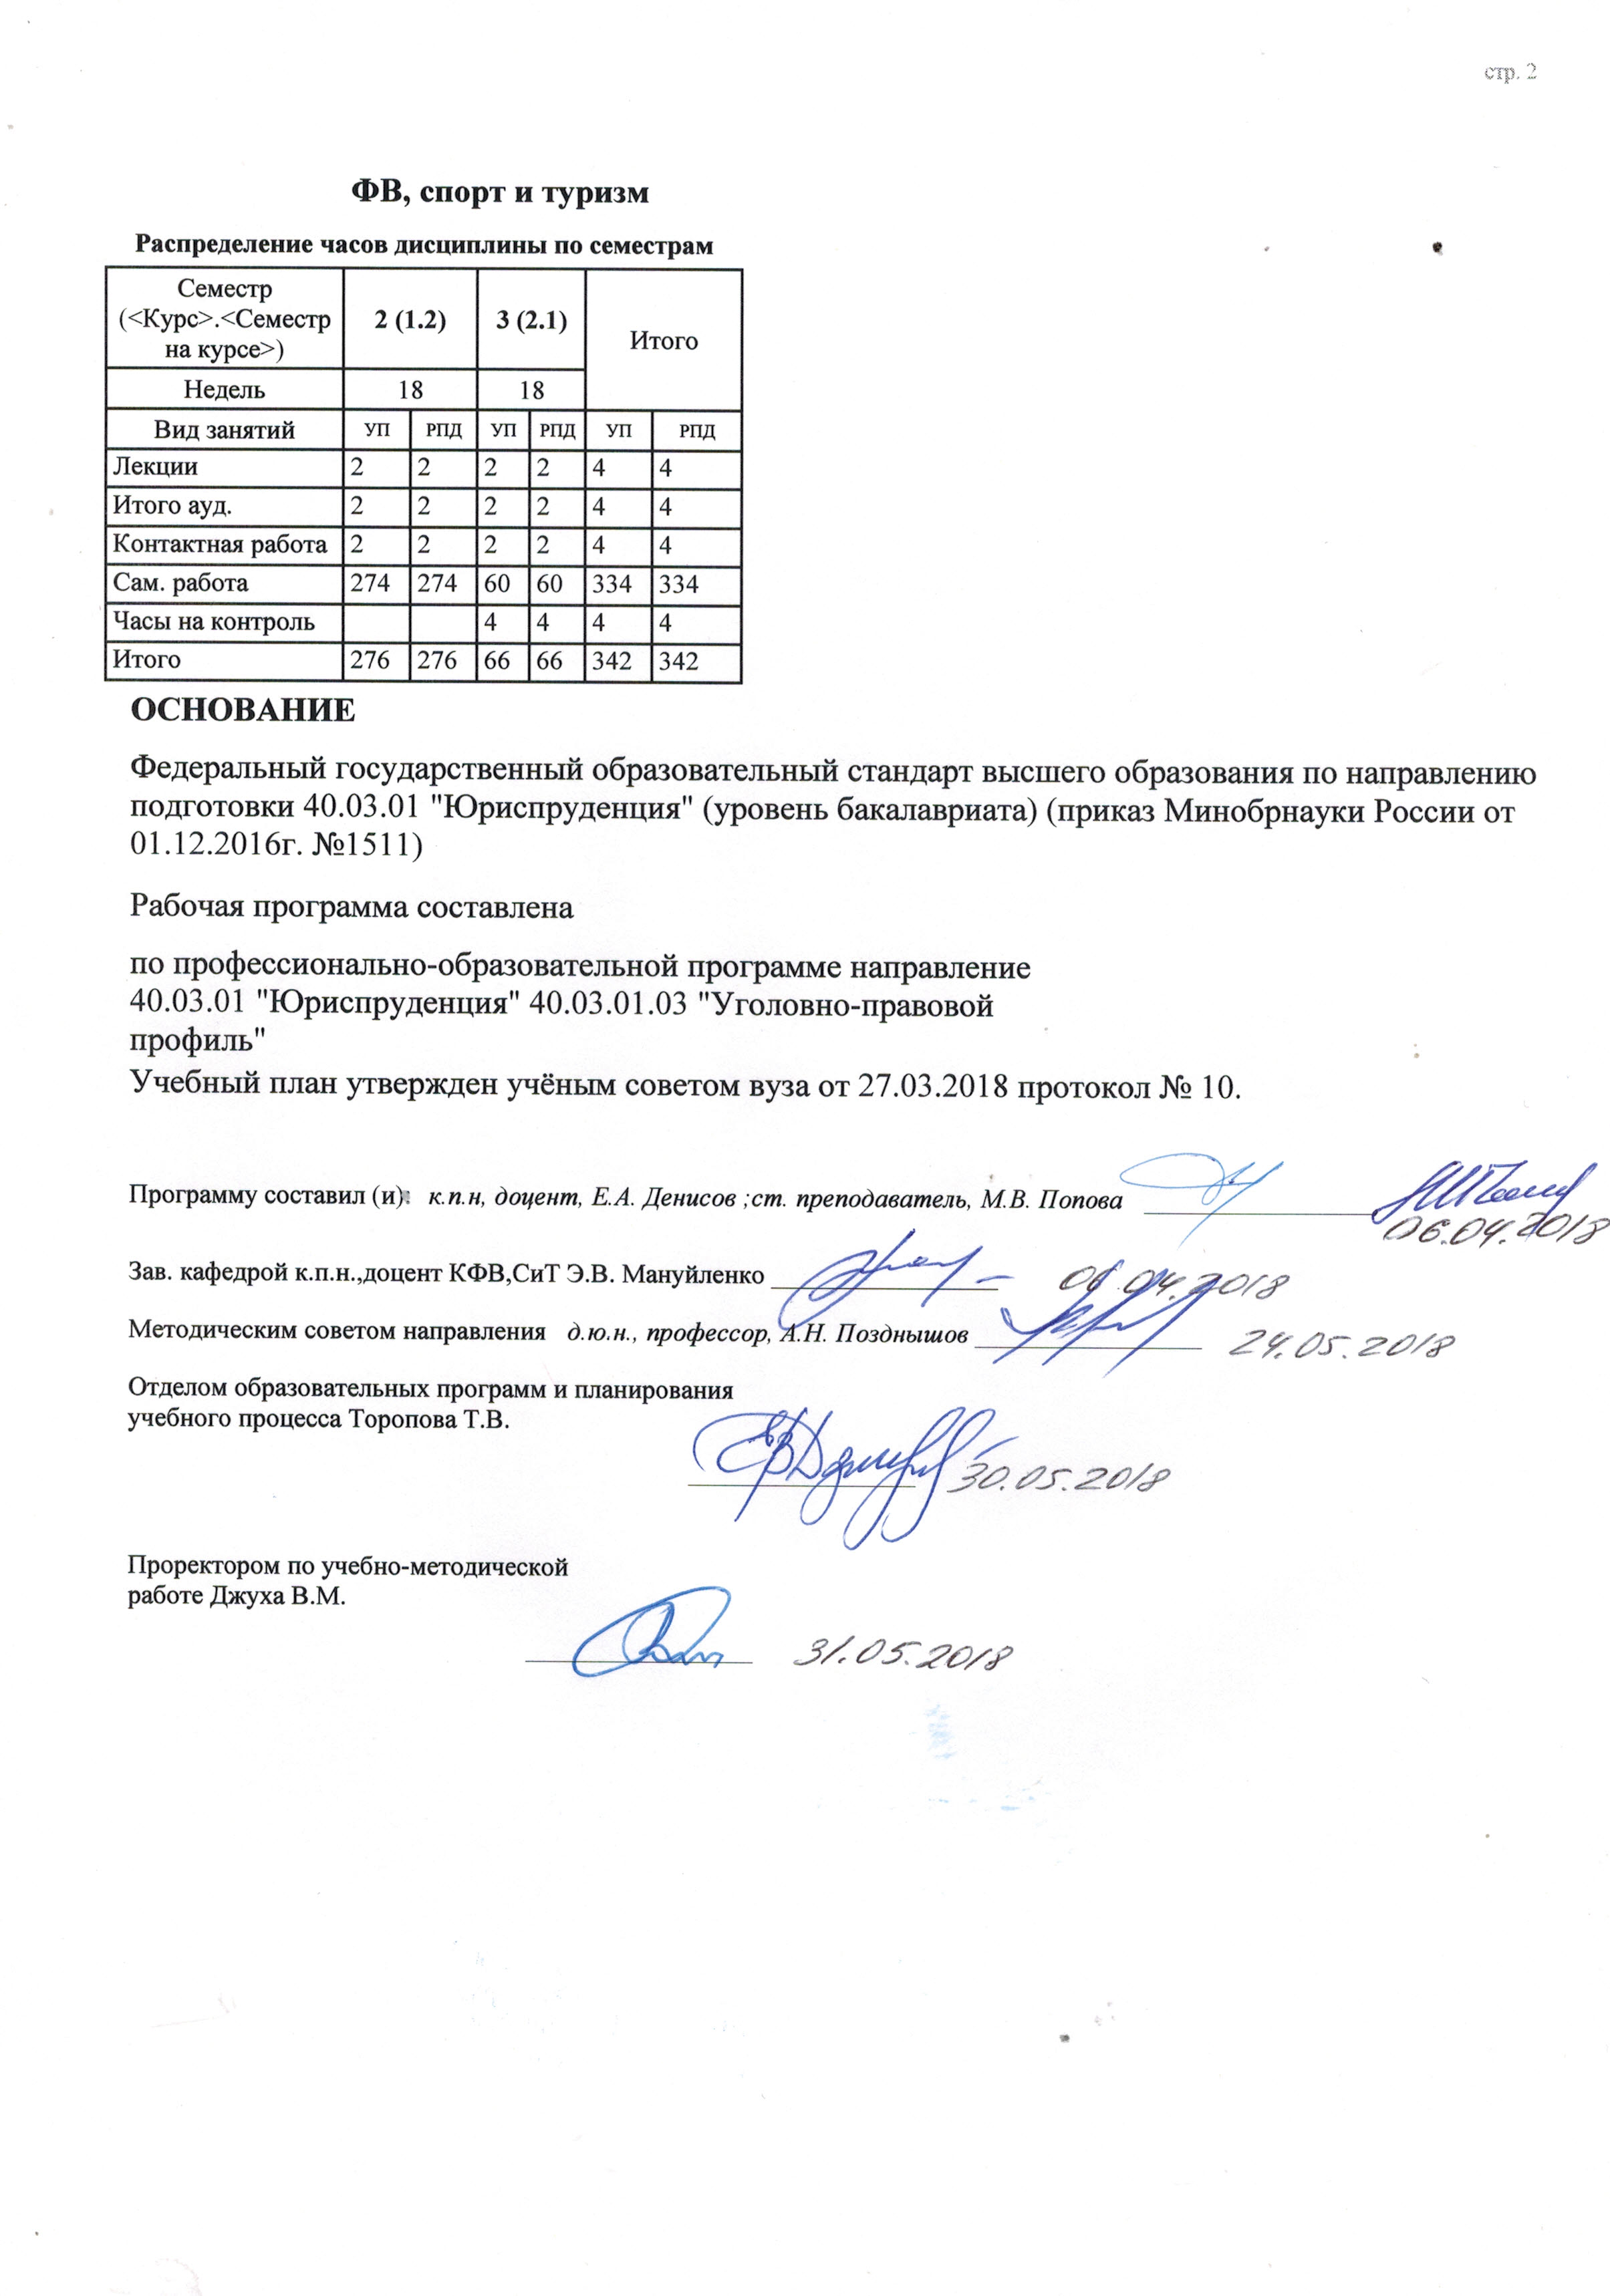 стр. 2
ФВ, спорт и туризм
Распределение часов дисциплины по семестрам
Семестр (<Курс>.<Семестр на курсе>) 2 (1.2) 3 (2.1) Итого
Недель 18 18
Вид занятий УП РПД УП РПД УП РПД
Лекции 2 2 2 2 4 4
Итого ауд. 2 2 2 2 4 4
Контактная работа 2 2 2 2 4 4
Сам. работа 274 274 60 60 334 334
Часы на контроль 4 4 4 4
Итого 276 276 66 66 342 342
ОСНОВАНИЕ
Федеральный государственный образовательный стандарт высшего образования по направлению
подготовки 40.03.01 "Юриспруденция" (уровень бакалавриата) (приказ Минобрнауки России от
01.12.2016г. №1511)
Рабочая программа составлена
по профессионально-образовательной программе направление
40.03.01 "Юриспруденция" 40.03.01.03 "Уголовно-правовой
профиль"
Учебный план утвержден учёным советом вуза от 27.03.2018 протокол № 10.
Программу составил (и): к.п.н, доцент, Е.А. Денисов ;ст. преподаватель, М.В. Попова
06.04.2018
Зав. кафедрой к.п.н.,доцент КФВ,СиТ Э.В. Мануйленко 06.04.2018
Методическим советом направления д.ю.н., профессор, А.Н. Позднышов 24.05.2018
Отделом образовательных программ и планирования
учебного процесса Торопова Т.В.
30.05.2018
Проректором по учебно-методической
работе Джуха В.М.
31.05.2018